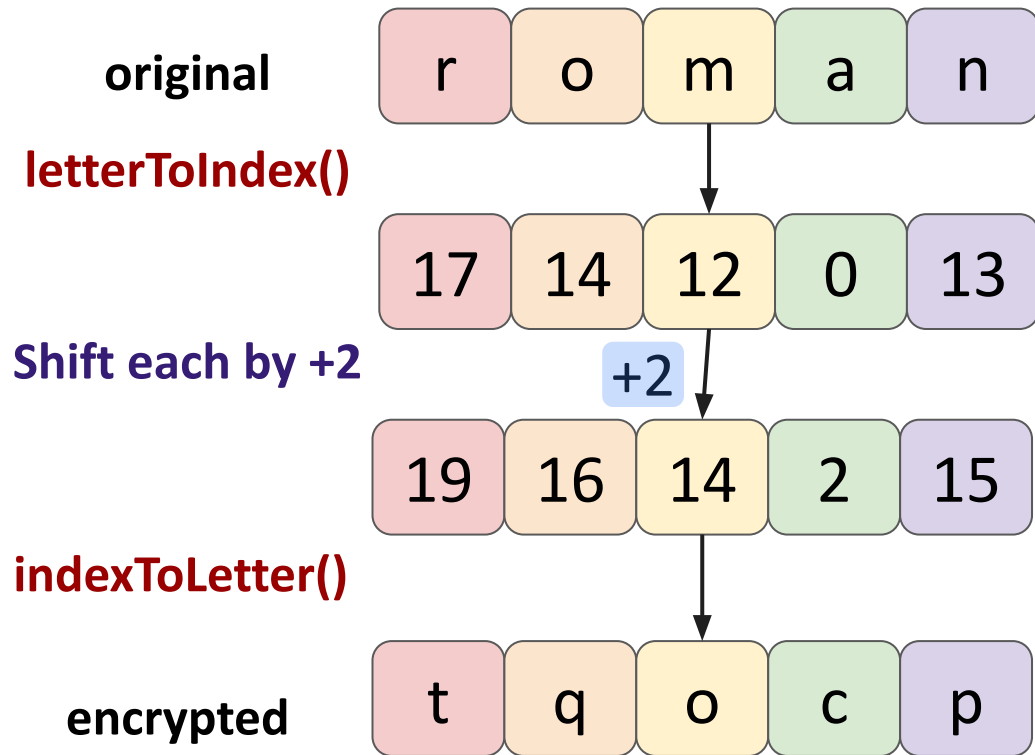 original r o m a n
letterToIndex()
17 14 12 0 13
Shift each by +2 +2
19 16 14 2 15
indexToLetter()
encrypted t q o c p